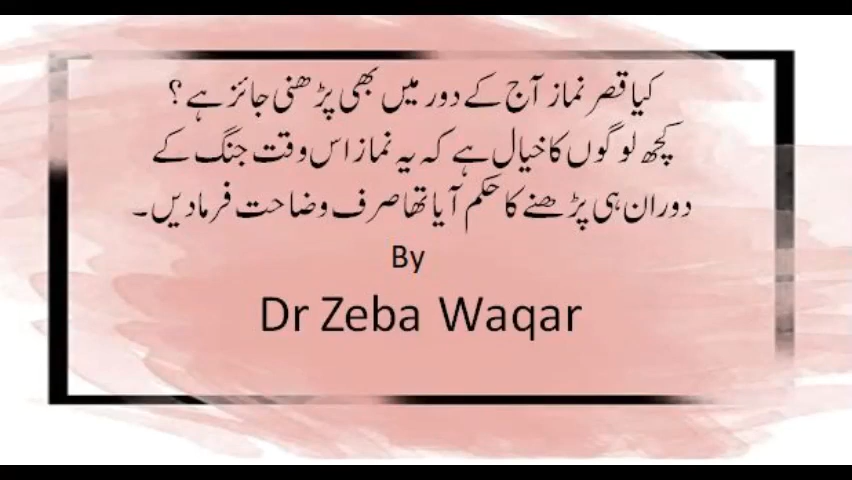 کیا قصر نماز آج کے دور میں بھی پڑھنی جائز ہے؟
کچھ لوگوں کا خیال ہے کہ یہ نماز اس وقت جنگ کے
دوران ہی پڑھنے کا حکم آیا تھا صرف وضاحت فرمادیں۔
By
Dr Zeba Waqar